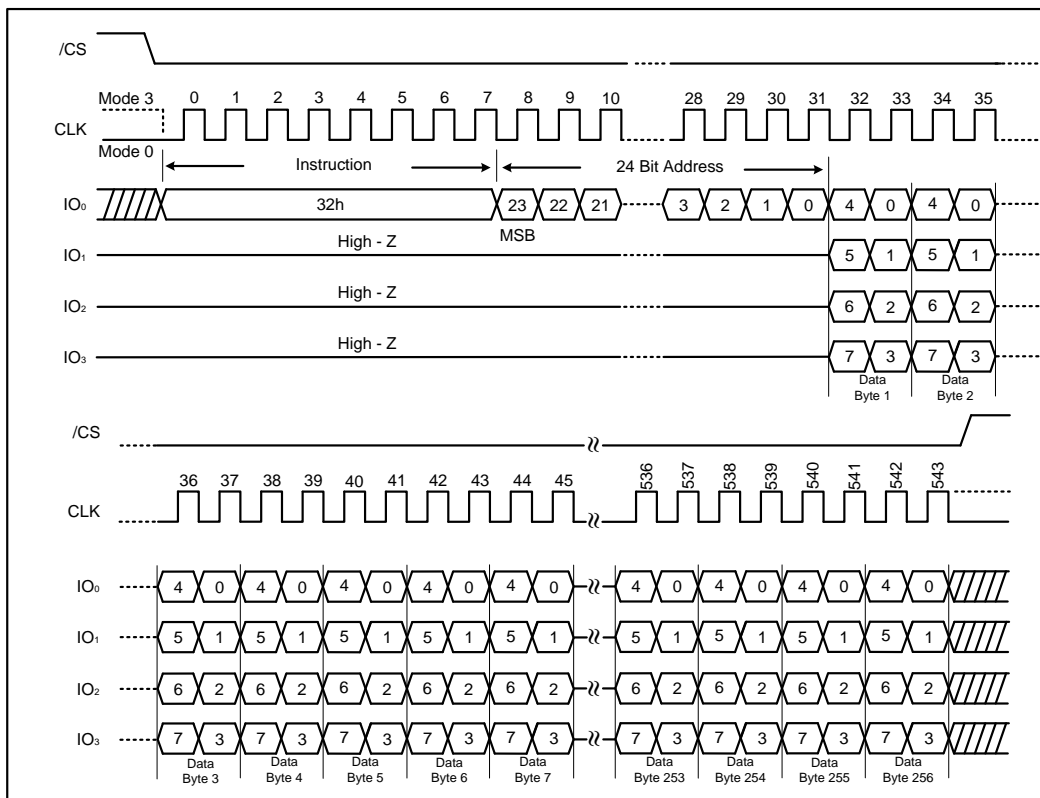 /CS
Mode 3 0 1 2 3 4 5 6 7 8 9 10 28 29 30 31 32 33 34 35
CLK
Mode 0
Instruction 24 Bit Address
IO₀ 32h 23 22 21 3 2 1 0 4 0 4 0
MSB
High - Z
IO₁ 5 1 5 1
High - Z
IO₂ 6 2 6 2
High - Z
IO₃ 7 3 7 3
Data Data
Byte 1 Byte 2
/CS
36 37 38 39 40 41 42 43 44 45 536 537 538 539 540 541 542 543
CLK
IO₀ 4 0 4 0 4 0 4 0 4 0 4 0 4 0 4 0 4 0
IO₁ 5 1 5 1 5 1 5 1 5 1 5 1 5 1 5 1 5 1
IO₂ 6 2 6 2 6 2 6 2 6 2 6 2 6 2 6 2 6 2
IO₃ 7 3 7 3 7 3 7 3 7 3 7 3 7 3 7 3 7 3
Data Data Data Data Data Data Data Data Data
Byte 3 Byte 4 Byte 5 Byte 6 Byte 7 Byte 253 Byte 254 Byte 255 Byte 256